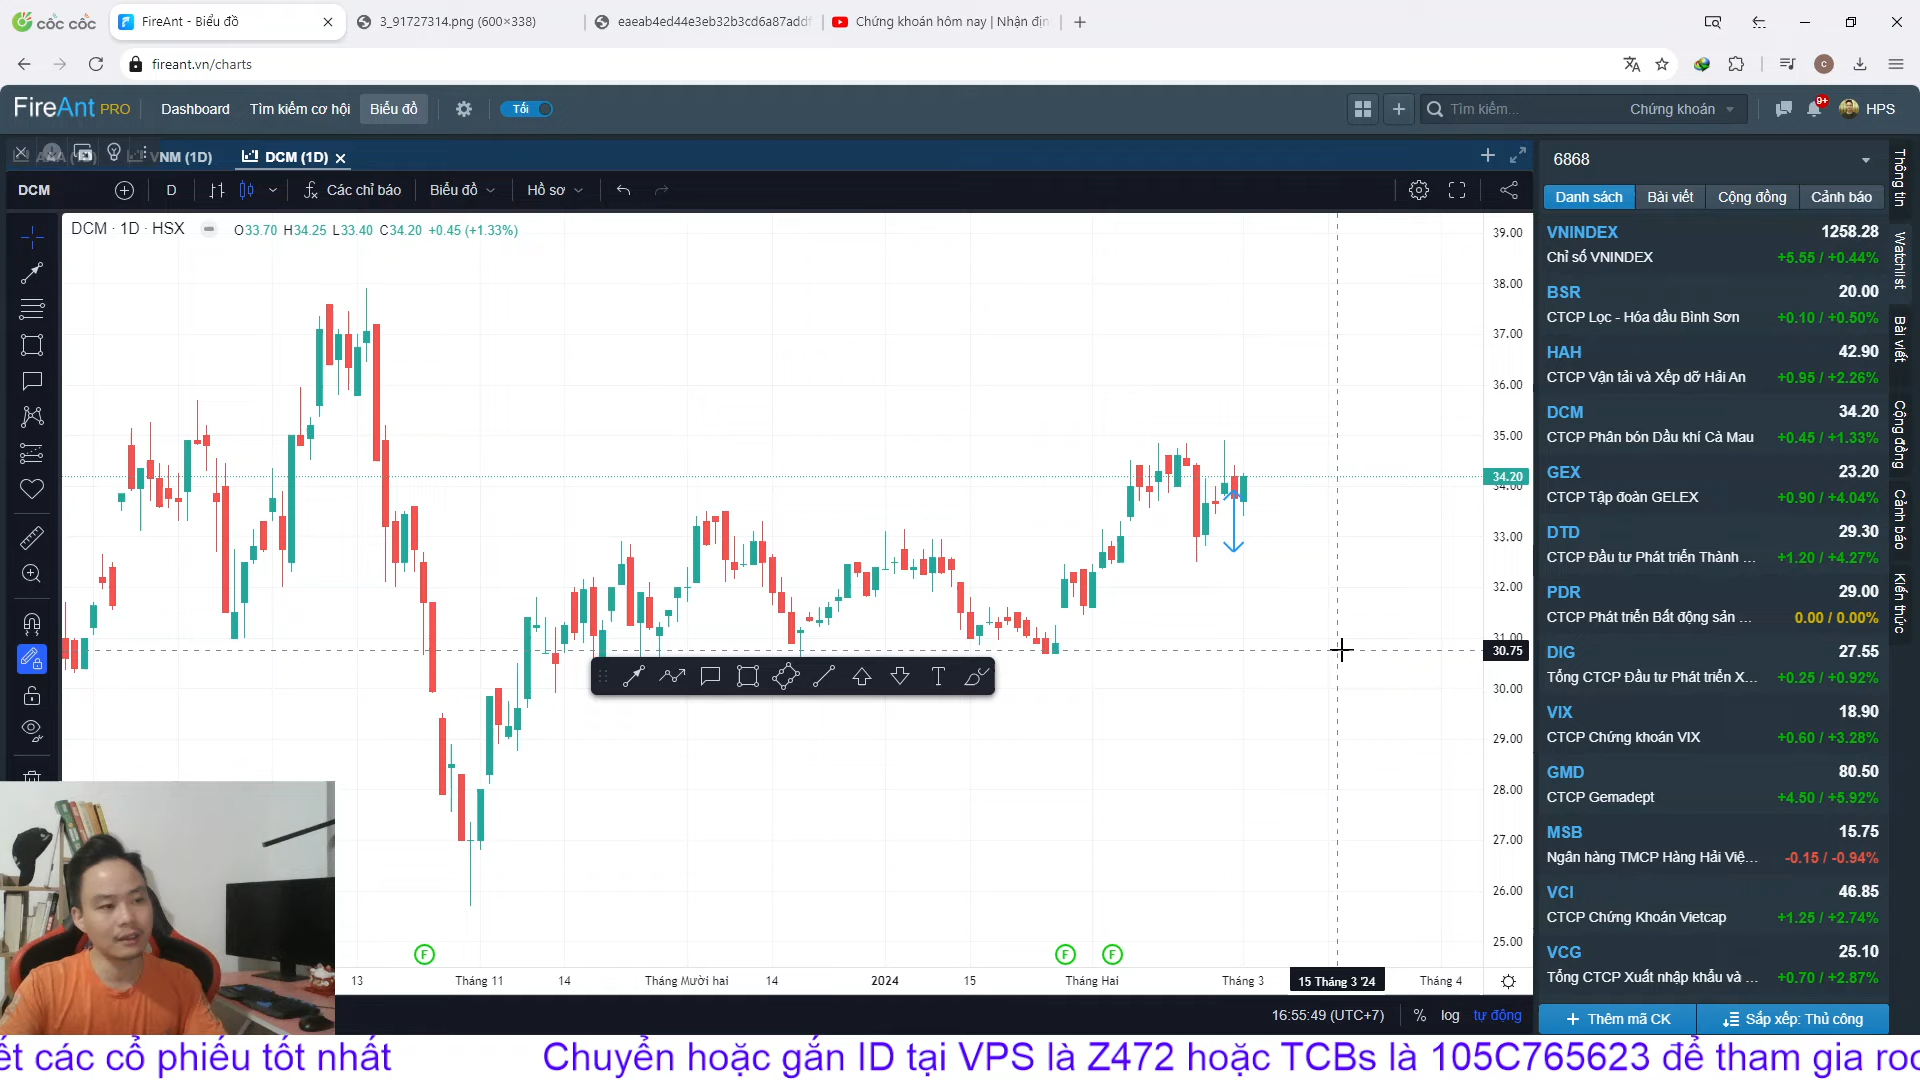 cốc cốc
FireAnt - Biểu đồ
3_91727314.png (600×338)
eaeab4ed44e3eb32b3cd6a87addf
Chứng khoán hôm nay | Nhận địn
fireant.vn/charts
FireAnt PRO
Dashboard
Tìm kiếm cơ hội
Biểu đồ
Tối
Tìm kiếm...
Chứng khoán
9+
HPS
VNM (1D)
DCM (1D)
DCM
D
Các chỉ báo
Biểu đồ
Hồ sơ
DCM · 1D · HSX
O33.70 H34.25 L33.40 C34.20 +0.45 (+1.33%)
39.00
38.00
37.00
36.00
35.00
34.20
34.00
33.00
32.00
31.00
30.75
30.00
29.00
28.00
27.00
26.00
25.00
F
F
F
13
Tháng 11
14
Tháng Mười hai
14
2024
15
Tháng Hai
Tháng 3
15 Tháng 3 '24
Tháng 4
16:55:49 (UTC+7)
%
log
tự động
6868
Danh sách
Bài viết
Cộng đồng
Cảnh báo
VNINDEX 1258.28
Chỉ số VNINDEX +5.55 / +0.44%
BSR 20.00
CTCP Lọc - Hóa dầu Bình Sơn +0.10 / +0.50%
HAH 42.90
CTCP Vận tải và Xếp dỡ Hải An +0.95 / +2.26%
DCM 34.20
CTCP Phân bón Dầu khí Cà Mau +0.45 / +1.33%
GEX 23.20
CTCP Tập đoàn GELEX +0.90 / +4.04%
DTD 29.30
CTCP Đầu tư Phát triển Thành ... +1.20 / +4.27%
PDR 29.00
CTCP Phát triển Bất động sản ... 0.00 / 0.00%
DIG 27.55
Tổng CTCP Đầu tư Phát triển X... +0.25 / +0.92%
VIX 18.90
CTCP Chứng khoán VIX +0.60 / +3.28%
GMD 80.50
CTCP Gemadept +4.50 / +5.92%
MSB 15.75
Ngân hàng TMCP Hàng Hải Việ... -0.15 / -0.94%
VCI 46.85
CTCP Chứng Khoán Vietcap +1.25 / +2.74%
VCG 25.10
Tổng CTCP Xuất nhập khẩu và ... +0.70 / +2.87%
Thêm mã CK
Sắp xếp: Thủ công
Thông tin
Watchlist
Bài viết
Cộng đồng
Cảnh báo
Kiến thức
ết các cổ phiếu tốt nhất
Chuyển hoặc gắn ID tại VPS là Z472 hoặc TCBs là 105C765623 để tham gia roo